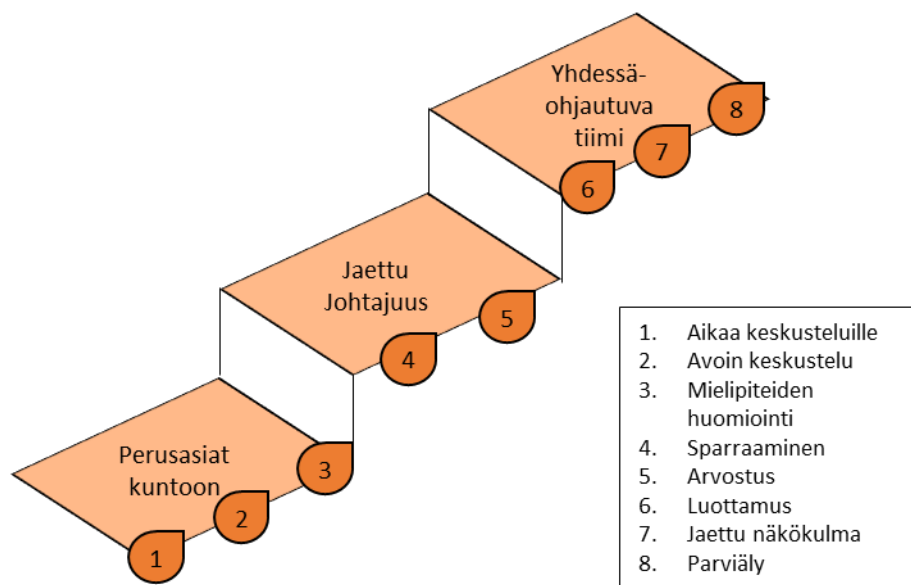 Yhdessä-
ohjautuva
tiimi
8
7
6
Jaettu
Johtajuus
5
4
Perusasiat
kuntoon
3
2
1
1. Aikaa keskusteluille
2. Avoin keskustelu
3. Mielipiteiden
huomiointi
4. Sparraaminen
5. Arvostus
6. Luottamus
7. Jaettu näkökulma
8. Parviäly